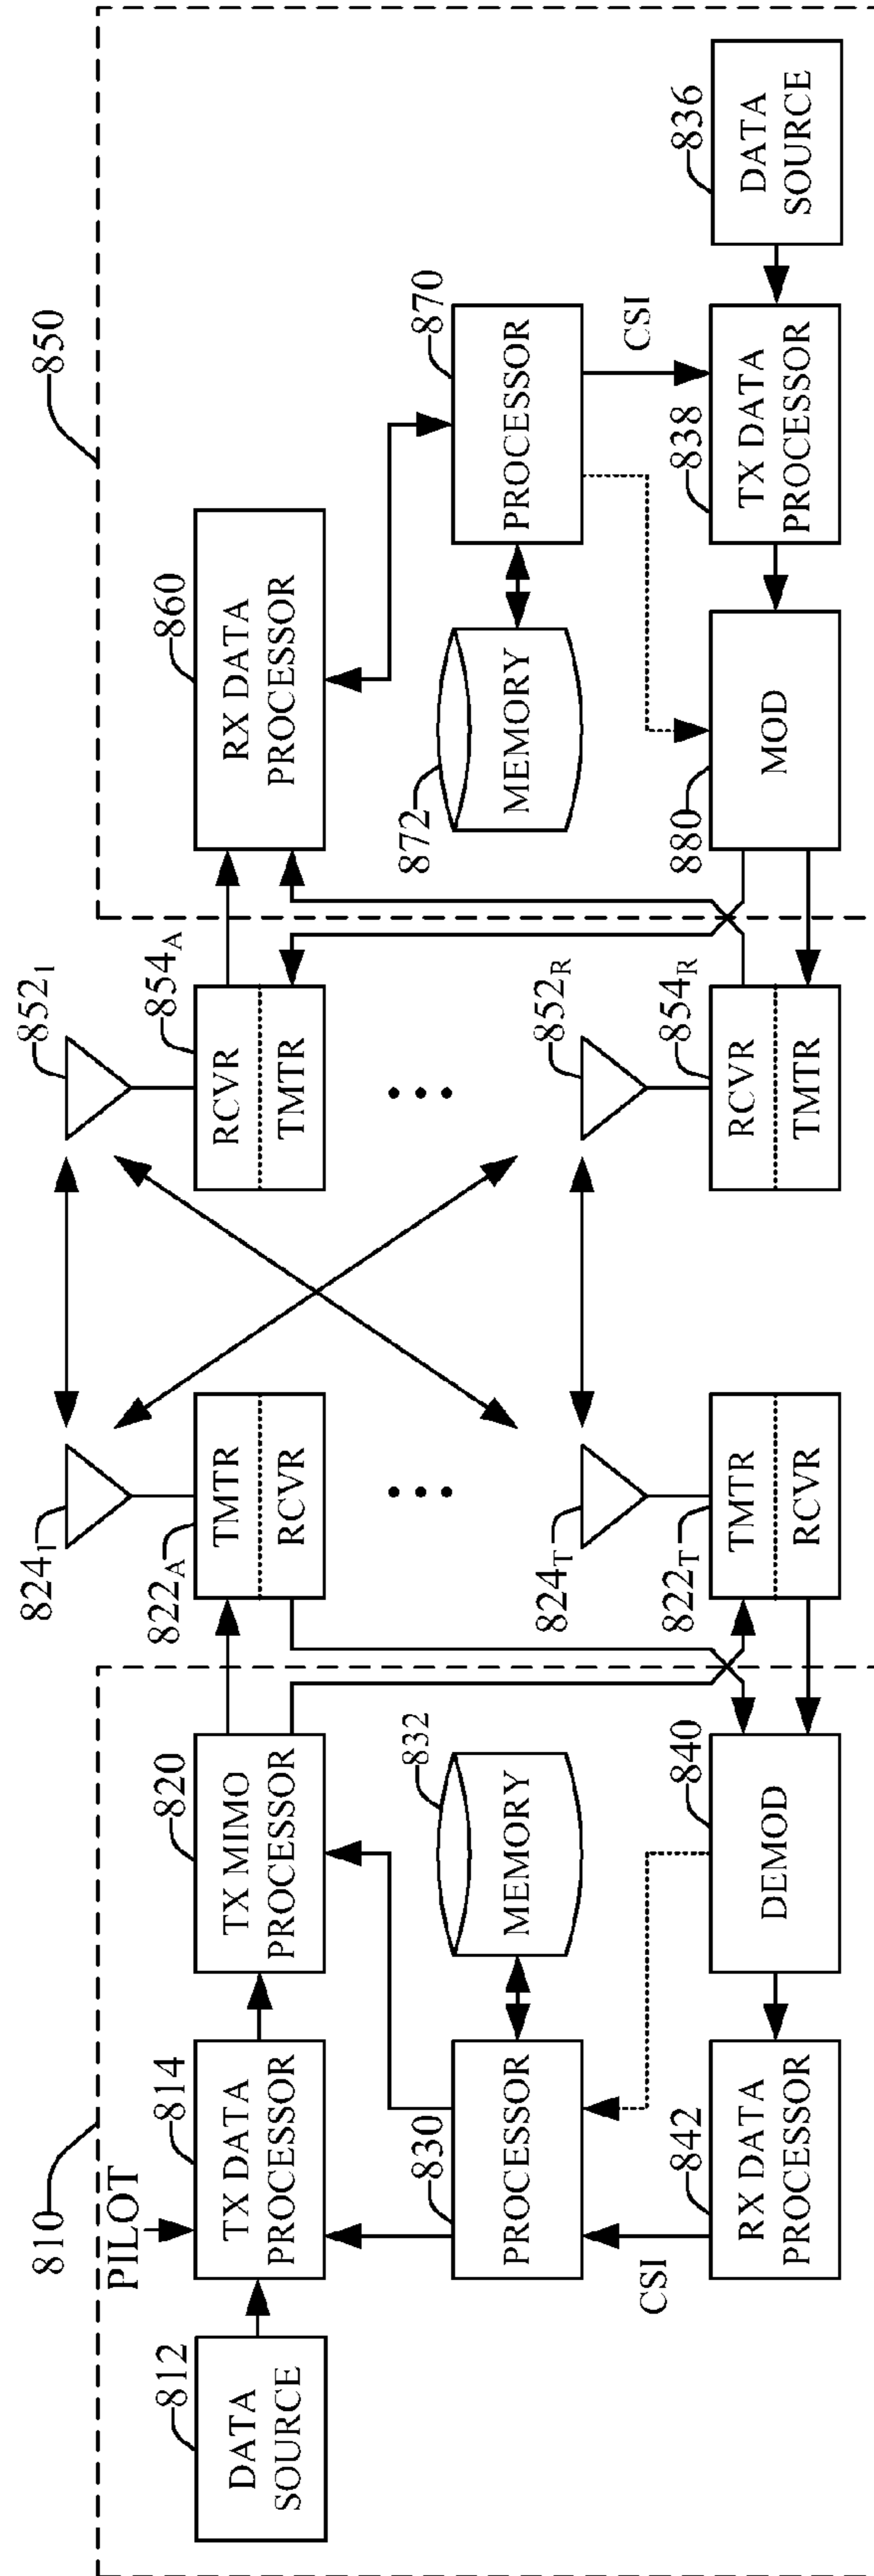 810
PILOT
812
DATA
SOURCE
814
TX DATA
PROCESSOR
820
TX MIMO
PROCESSOR
830
PROCESSOR
832
MEMORY
CSI
842
RX DATA
PROCESSOR
840
DEMOD
824₁
822A
TMTR
RCVR
824T
822T
TMTR
RCVR
852₁
854A
RCVR
TMTR
852R
854R
RCVR
TMTR
850
860
RX DATA
PROCESSOR
870
PROCESSOR
872
MEMORY
CSI
880
MOD
838
TX DATA
PROCESSOR
836
DATA
SOURCE